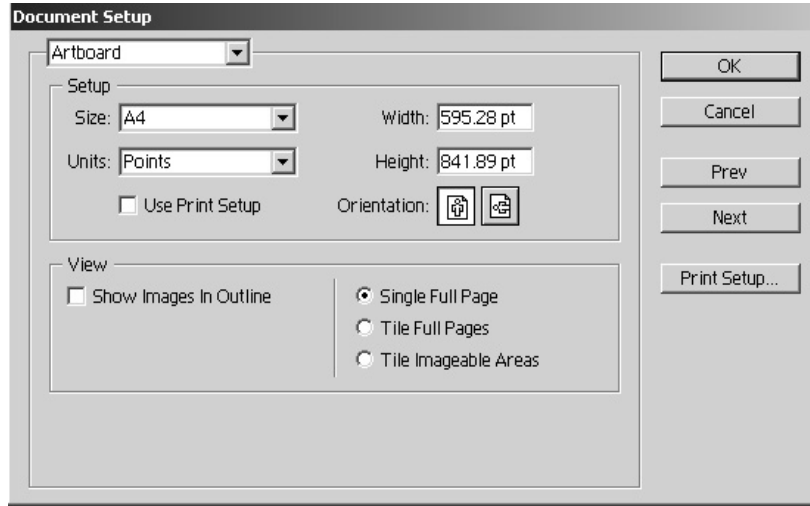 Document Setup
Artboard
OK
Setup
Size: A4
Width: 595.28 pt
Cancel
Units: Points
Height: 841.89 pt
Prev
Use Print Setup
Orientation:
Next
View
Show Images In Outline
Single Full Page
Print Setup...
Tile Full Pages
Tile Imageable Areas